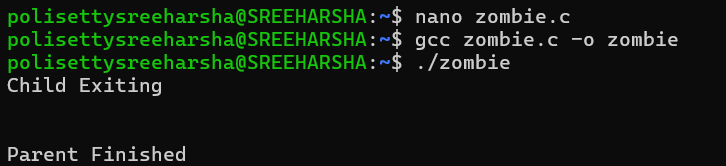 polisettysreeharsha@SREEHARSHA:~$ nano zombie.c
polisettysreeharsha@SREEHARSHA:~$ gcc zombie.c -o zombie
polisettysreeharsha@SREEHARSHA:~$ ./zombie
Child Exiting
Parent Finished